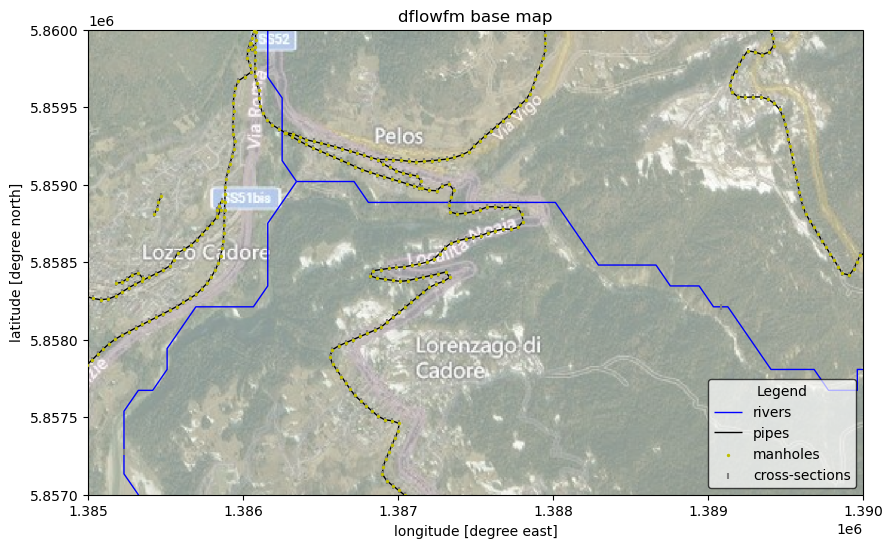 dflowfm base map
1e6
5.8600
5.8595
5.8590
5.8585
5.8580
5.8575
5.8570
latitude [degree north]
SS52
Via Roma
Pelos
Via Vigo
SS51bis
Lozzo Cadore
Lorenzago di
Cadore
Legend
rivers
pipes
manholes
cross-sections
1.385
1.386
1.387
1.388
1.389
1.390
longitude [degree east]
1e6